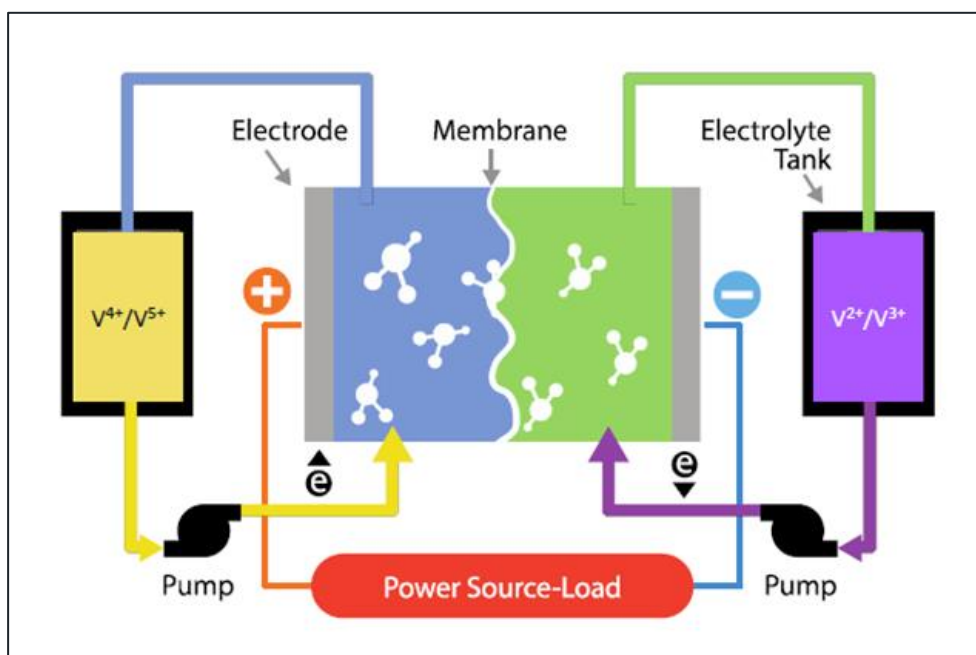 Electrode
Membrane
Electrolyte
Tank
+
−
V⁴⁺/V⁵⁺
V²⁺/V³⁺
e
e
Pump
Power Source-Load
Pump